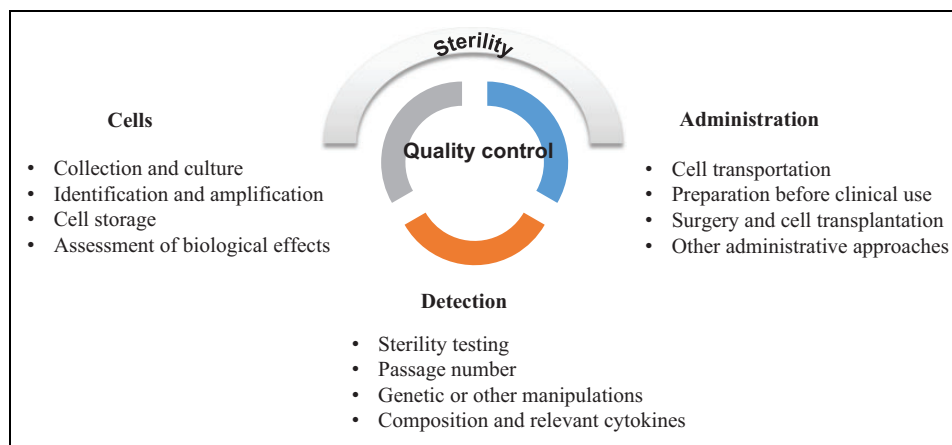 Sterility
Quality control
Cells
• Collection and culture
• Identification and amplification
• Cell storage
• Assessment of biological effects
Administration
• Cell transportation
• Preparation before clinical use
• Surgery and cell transplantation
• Other administrative approaches
Detection
• Sterility testing
• Passage number
• Genetic or other manipulations
• Composition and relevant cytokines